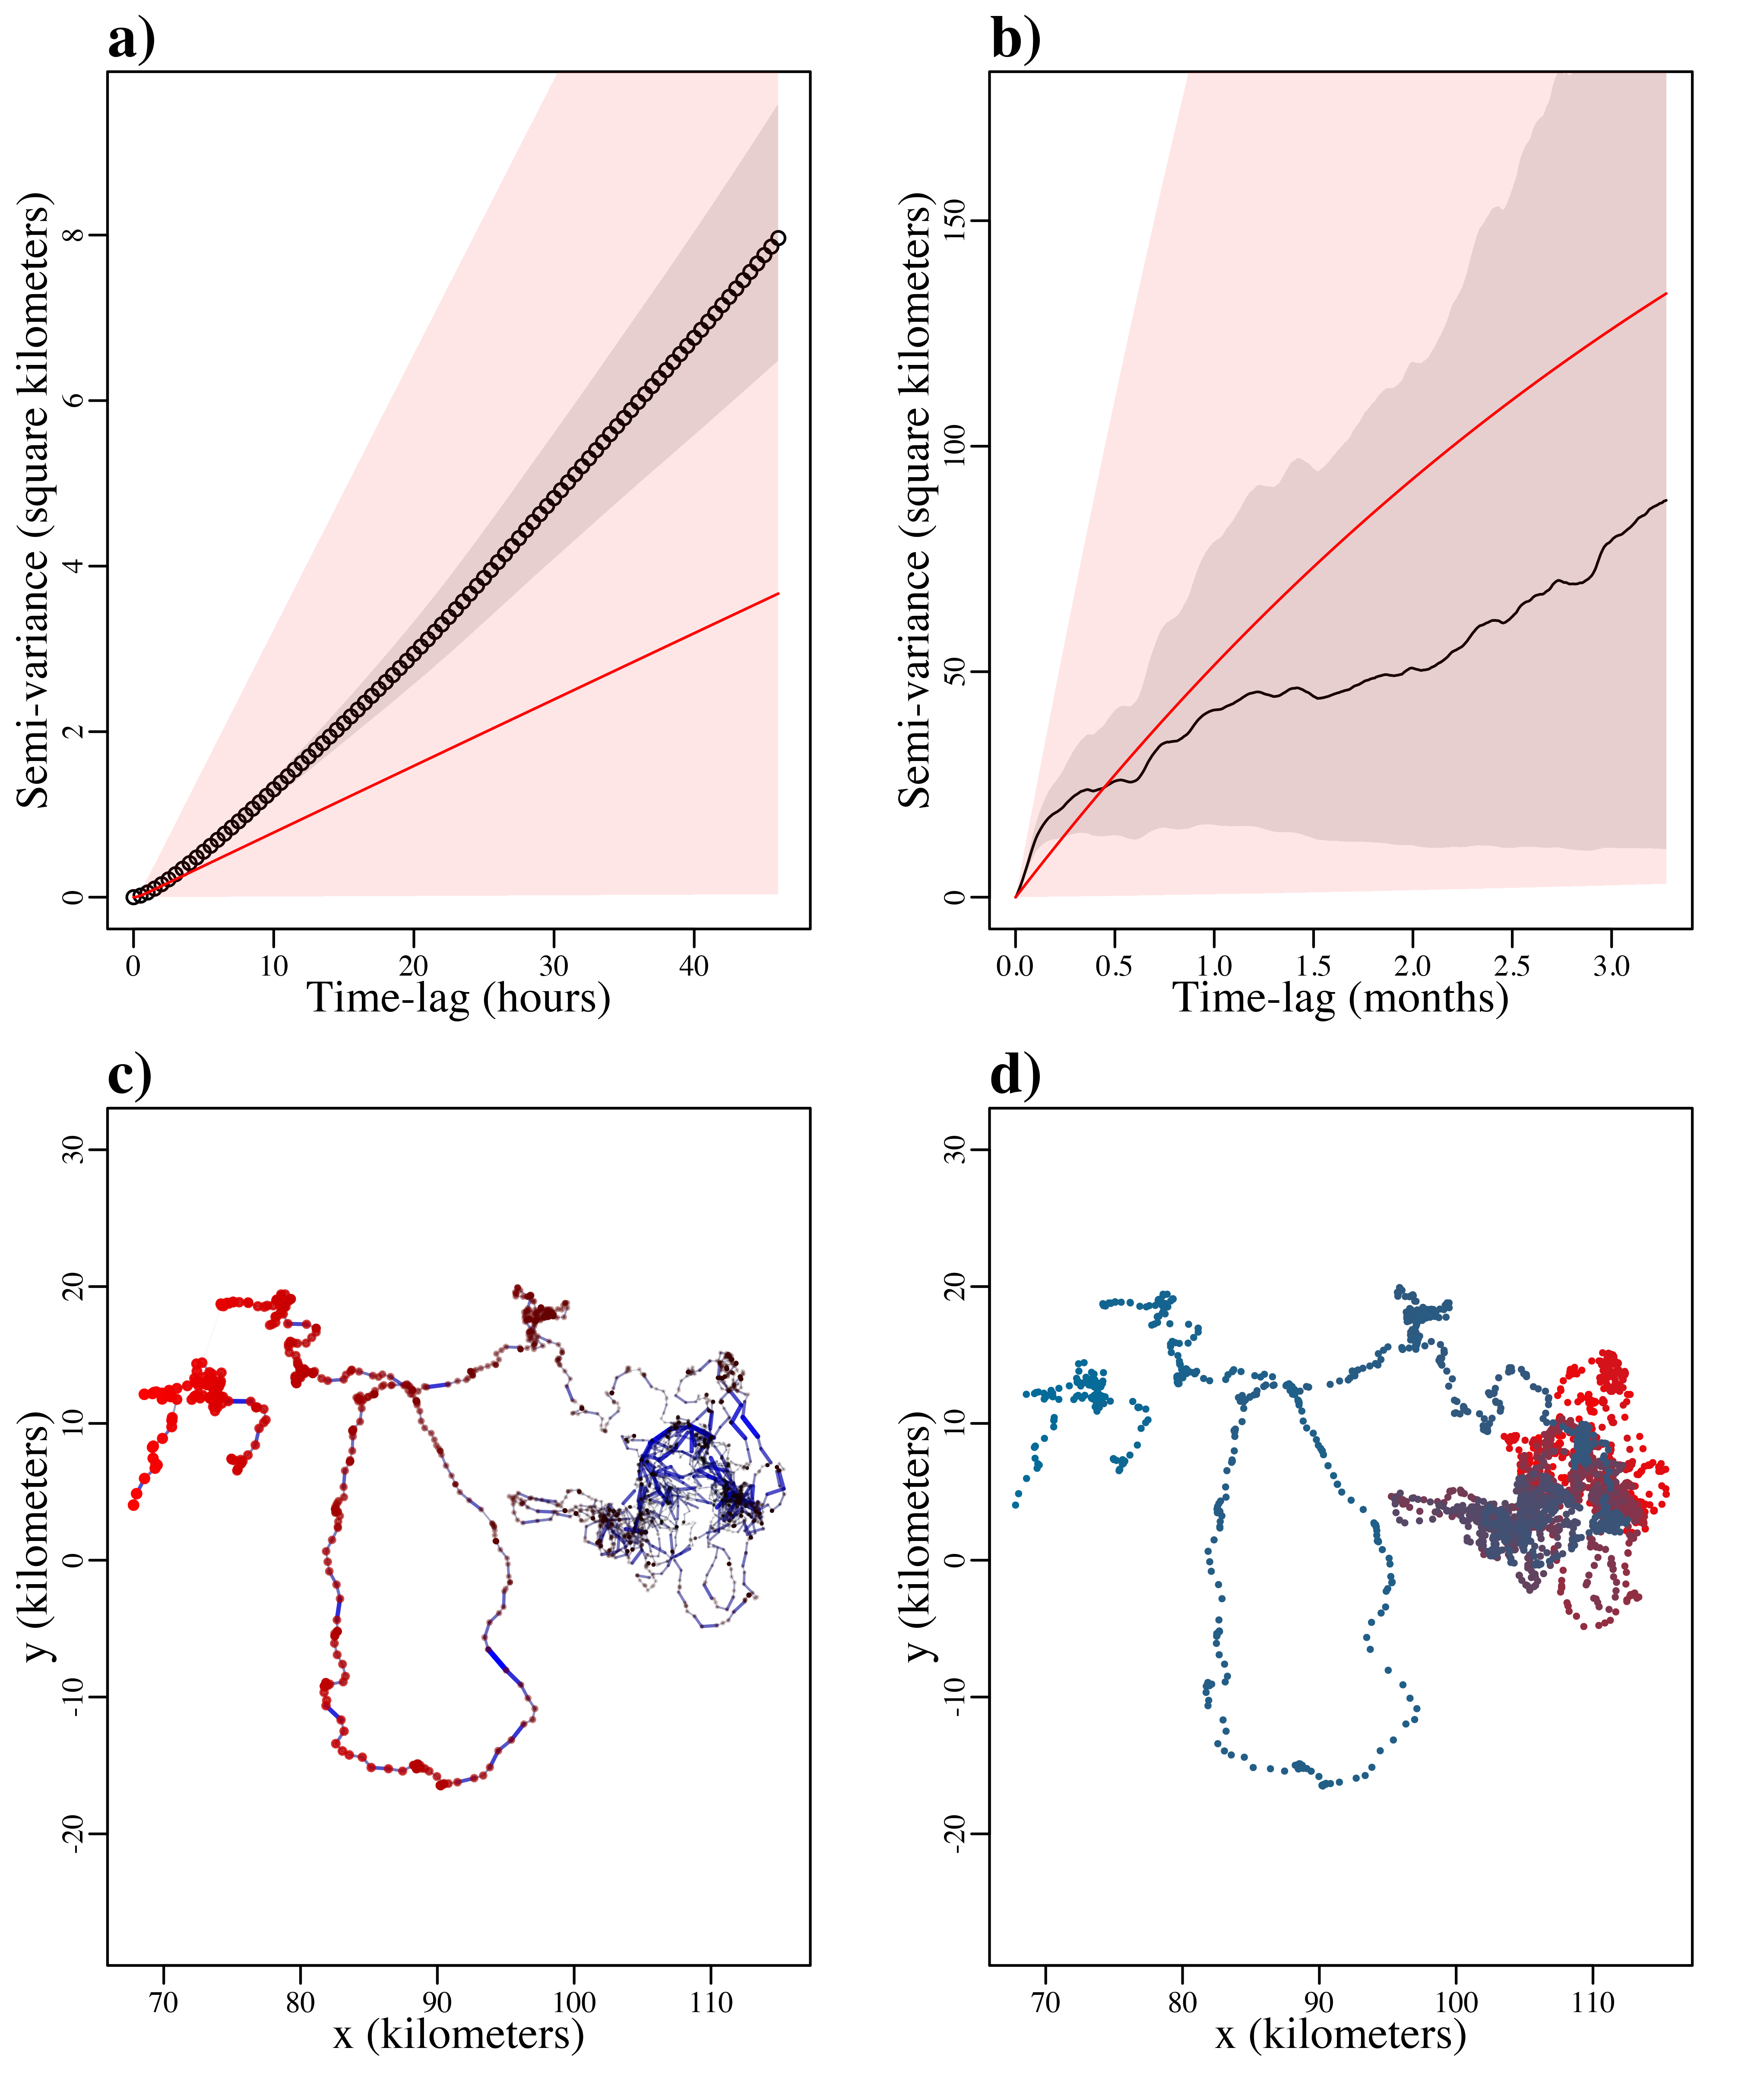 a)
Semi-variance (square kilometers)
8
6
4
2
0
0 10 20 30 40
Time-lag (hours)
b)
Semi-variance (square kilometers)
150
100
50
0
0.0 0.5 1.0 1.5 2.0 2.5 3.0
Time-lag (months)
c)
y (kilometers)
30
20
10
0
-10
-20
70 80 90 100 110
x (kilometers)
d)
y (kilometers)
30
20
10
0
-10
-20
70 80 90 100 110
x (kilometers)